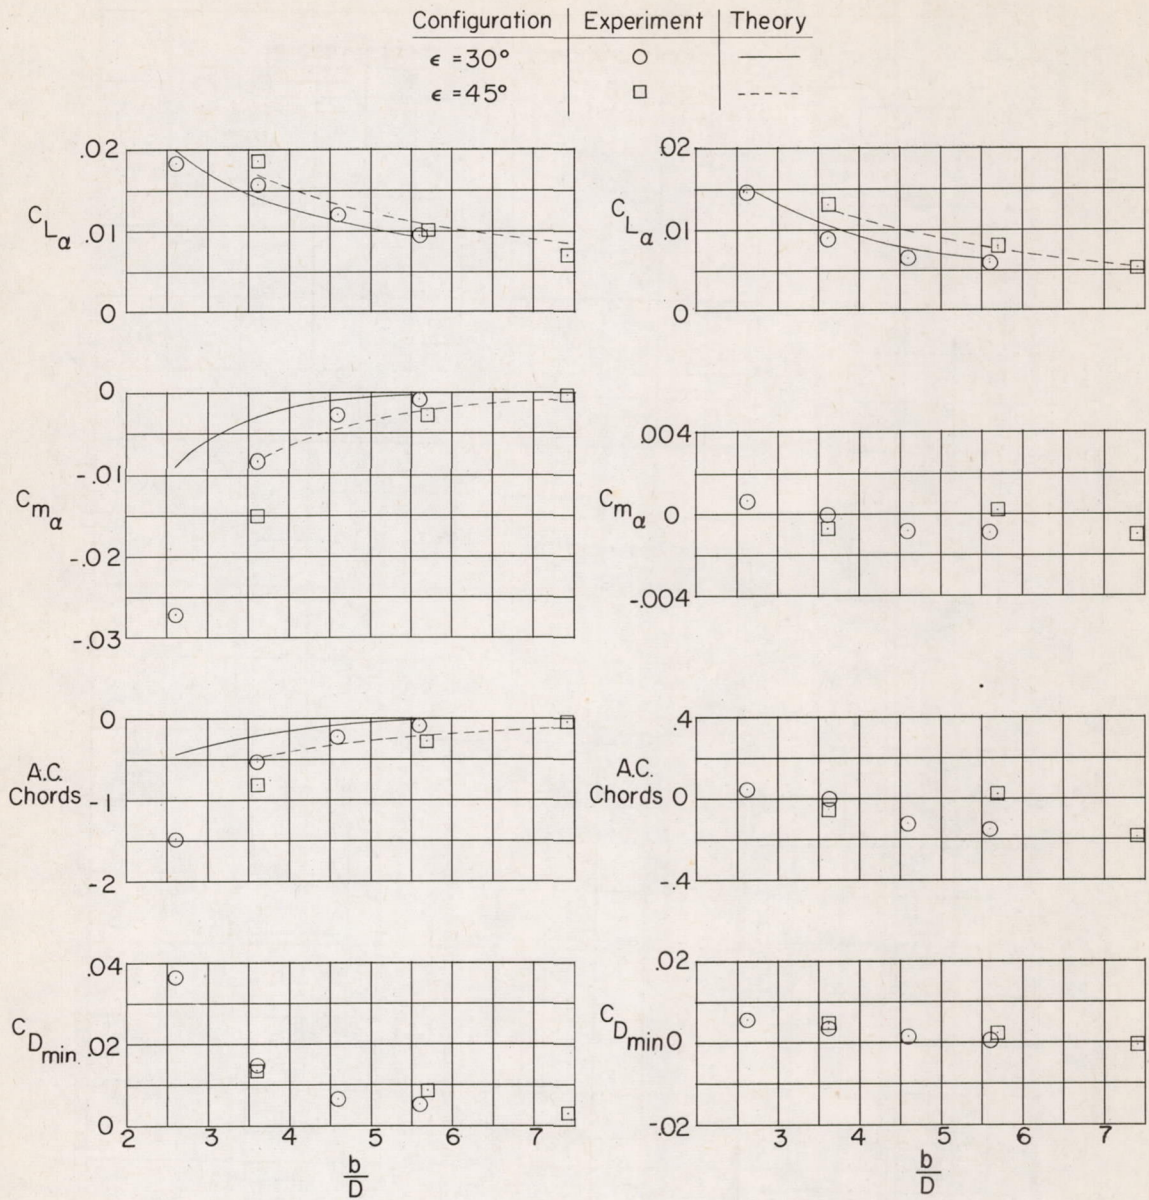 Configuration Experiment Theory
ϵ =30°
ϵ =45°
.02
C_Lα .01
0
.02
C_Lα .01
0
0
-.01
C_mα
-.02
-.03
.004
C_mα 0
-.004
0
A.C.
Chords -1
-2
.4
A.C.
Chords 0
-.4
.04
C_Dmin. .02
0
2 3 4 5 6 7
b
D
.02
C_Dmin 0
-.02
3 4 5 6 7
b
D